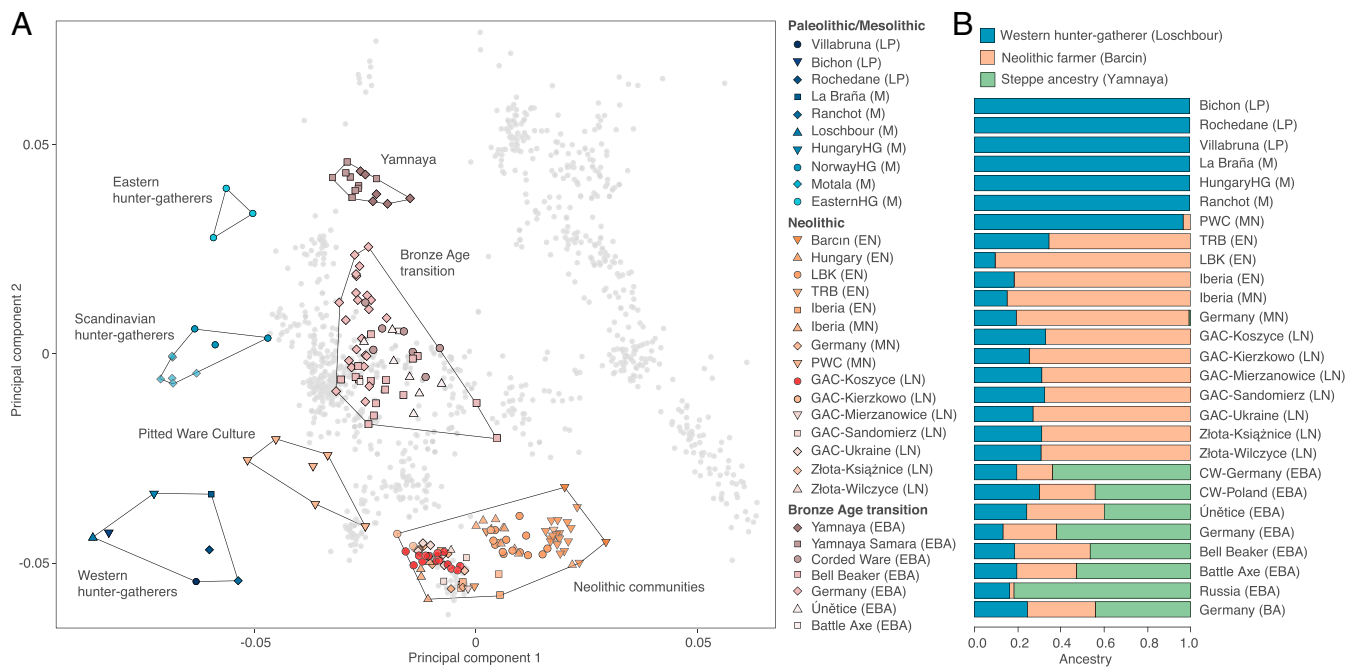 A
0.05
0
-0.05
Principal component 2
-0.05
0
0.05
Principal component 1
Yamnaya
Eastern
hunter-gatherers
Bronze Age
transition
Scandinavian
hunter-gatherers
Pitted Ware Culture
Western
hunter-gatherers
Neolithic communities
Paleolithic/Mesolithic
Villabruna (LP)
Bichon (LP)
Rochedane (LP)
La Braña (M)
Ranchot (M)
Loschbour (M)
HungaryHG (M)
NorwayHG (M)
Motala (M)
EasternHG (M)
Neolithic
Barcın (EN)
Hungary (EN)
LBK (EN)
TRB (EN)
Iberia (EN)
Iberia (MN)
Germany (MN)
PWC (MN)
GAC-Koszyce (LN)
GAC-Kierzkowo (LN)
GAC-Mierzanowice (LN)
GAC-Sandomierz (LN)
GAC-Ukraine (LN)
Złota-Książnice (LN)
Złota-Wilczyce (LN)
Bronze Age transition
Yamnaya (EBA)
Yamnaya Samara (EBA)
Corded Ware (EBA)
Bell Beaker (EBA)
Germany (EBA)
Únětice (EBA)
Battle Axe (EBA)
B
Western hunter-gatherer (Loschbour)
Neolithic farmer (Barcin)
Steppe ancestry (Yamnaya)
Bichon (LP)
Rochedane (LP)
Villabruna (LP)
La Braña (M)
HungaryHG (M)
Ranchot (M)
PWC (MN)
TRB (EN)
LBK (EN)
Iberia (EN)
Iberia (MN)
Germany (MN)
GAC-Koszyce (LN)
GAC-Kierzkowo (LN)
GAC-Mierzanowice (LN)
GAC-Sandomierz (LN)
GAC-Ukraine (LN)
Złota-Książnice (LN)
Złota-Wilczyce (LN)
CW-Germany (EBA)
CW-Poland (EBA)
Únětice (EBA)
Germany (EBA)
Bell Beaker (EBA)
Battle Axe (EBA)
Russia (EBA)
Germany (BA)
0.0 0.2 0.4 0.6 0.8 1.0
Ancestry